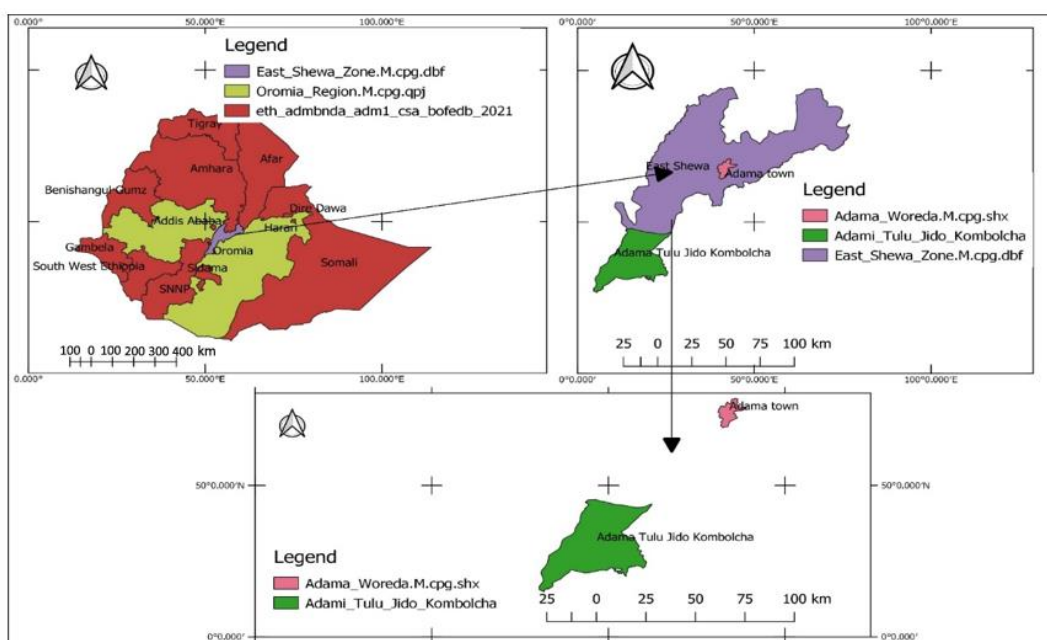 0.000°
50.000°E
100.000°E
Legend
East_Shewa_Zone.M.cpg.dbf
Oromia_Region.M.cpg.qpj
eth_admbnda_adm1_csa_bofedb_2021
Tigray
Amhara
Afar
Benishangul Gumz
Addis Ababa
Dire Dawa
Harari
Gambela
Oromia
South West Ethiopia
Sidama
Somali
SNNP
100 0 100 200 300 400 km
0.000°
50.000°E
100.000°E
0.000°
50.000°E
100.000°E
East Shewa
Adama town
Legend
Adama_Woreda.M.cpg.shx
Adami_Tulu_Jido_Kombolcha
East_Shewa_Zone.M.cpg.dbf
Adama Tulu Jido Kombolcha
25 0 25 50 75 100 km
0°0.000'
50°0.000'E
100°0.000'E
Adama town
50°0.000'N
50°0.000'N
Adama Tulu Jido Kombolcha
Legend
Adama_Woreda.M.cpg.shx
Adami_Tulu_Jido_Kombolcha
25 0 25 50 75 100 km
0°0.000'
0°0.000'